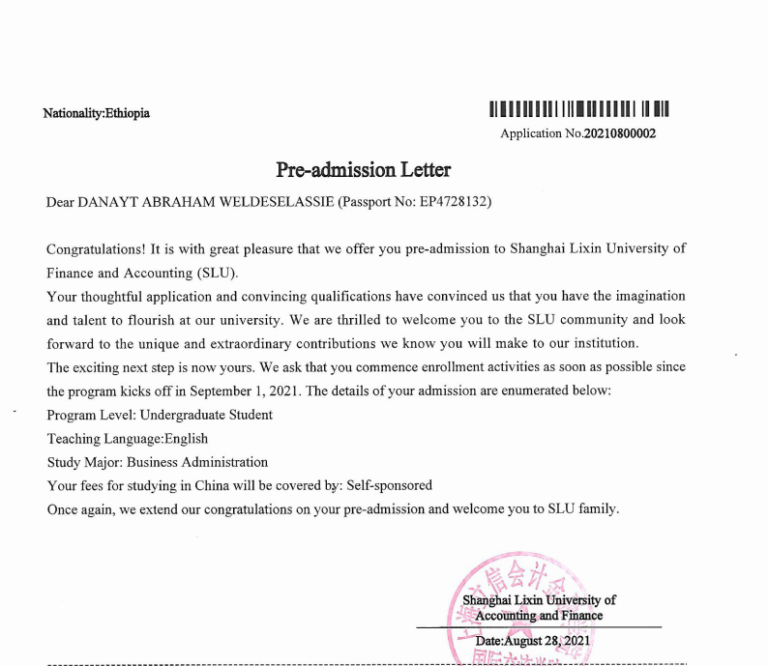 Nationality:Ethiopia
Application No.20210800002
Pre-admission Letter
Dear DANAYT ABRAHAM WELDESELASSIE (Passport No: EP4728132)
Congratulations! It is with great pleasure that we offer you pre-admission to Shanghai Lixin University of
Finance and Accounting (SLU).
Your thoughtful application and convincing qualifications have convinced us that you have the imagination
and talent to flourish at our university. We are thrilled to welcome you to the SLU community and look
forward to the unique and extraordinary contributions we know you will make to our institution.
The exciting next step is now yours. We ask that you commence enrollment activities as soon as possible since
the program kicks off in September 1, 2021. The details of your admission are enumerated below:
Program Level: Undergraduate Student
Teaching Language:English
Study Major: Business Administration
Your fees for studying in China will be covered by: Self-sponsored
Once again, we extend our congratulations on your pre-admission and welcome you to SLU family.
上海立信会计金
Shanghai Lixin University of
Accounting and Finance
Date:August 28, 2021